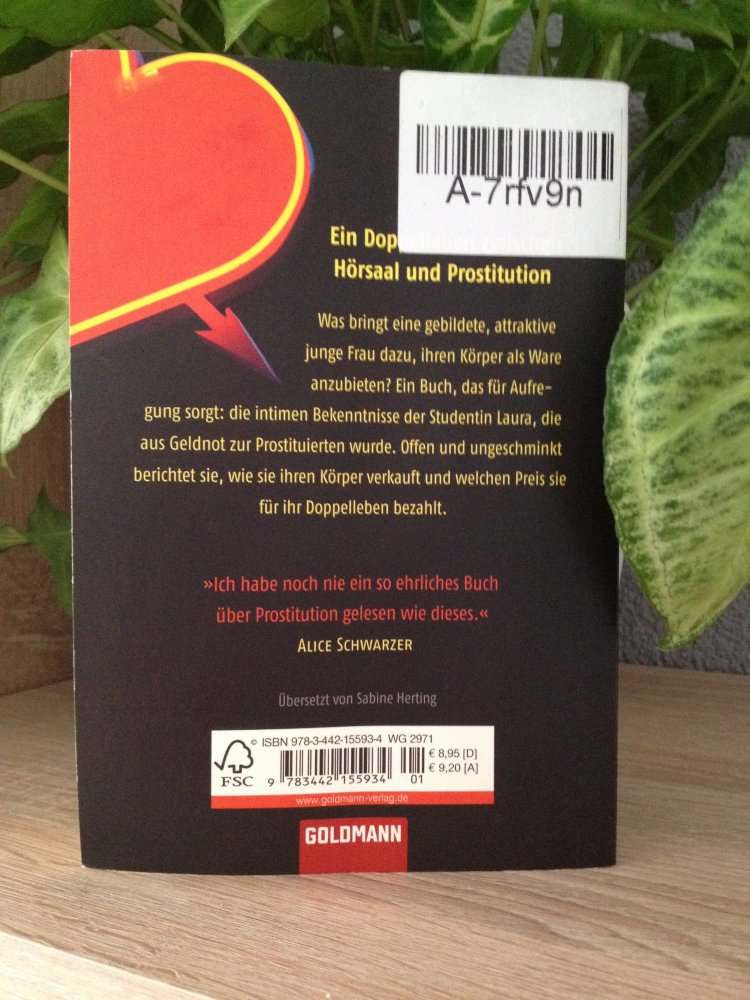 A-7rfv9n
Ein
Hörsaal und Prostitution
Was bringt eine gebildete, attraktive
junge Frau dazu, ihren Körper als Ware
anzubieten? Ein Buch, das für Aufre-
gung sorgt: die intimen Bekenntnisse der Studentin Laura, die
aus Geldnot zur Prostituierten wurde. Offen und ungeschminkt
berichtet sie, wie sie ihren Körper verkauft und welchen Preis sie
für ihr Doppelleben bezahlt.
»Ich habe noch nie ein so ehrliches Buch
über Prostitution gelesen wie dieses.«
ALICE SCHWARZER
Übersetzt von Sabine Herting
© ISBN 978-3-442-15593-4 WG 2971
€ 8,95 [D]
€ 9,20 [A]
FSC
9 783442 155934 01
www.goldmann-verlag.de
GOLDMANN